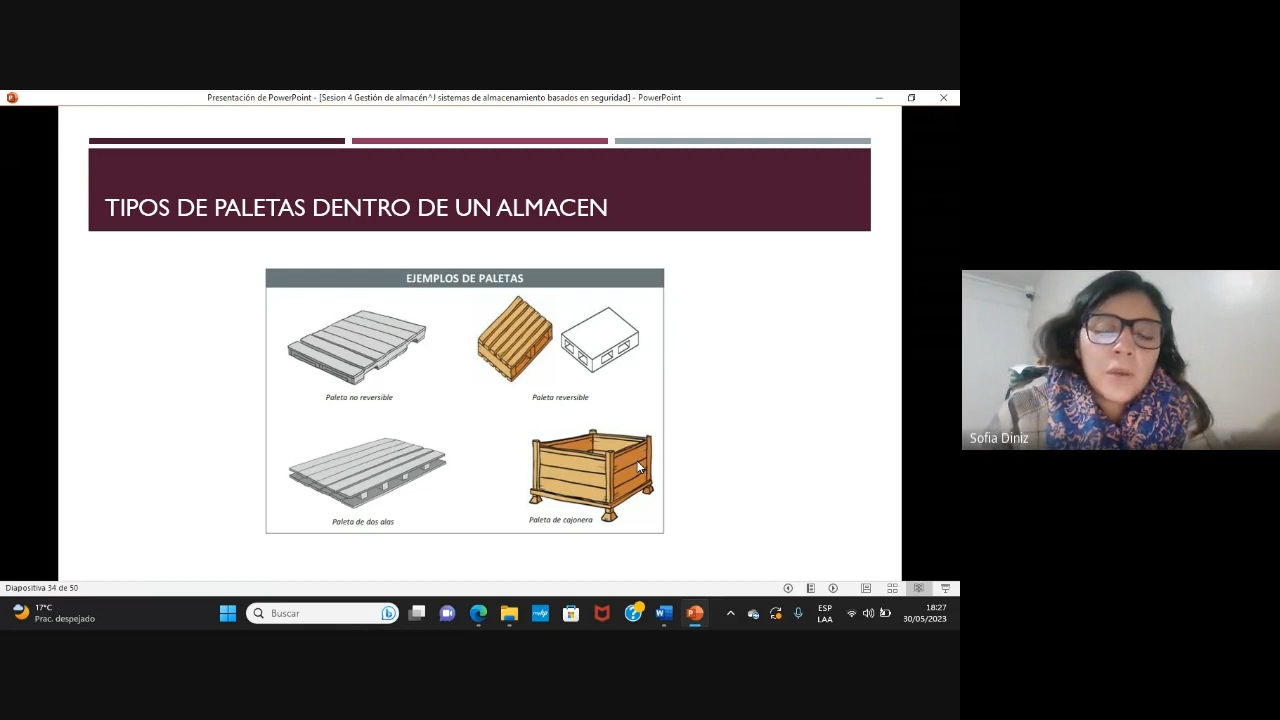 Presentación de PowerPoint - [Sesion 4 Gestión de almacén^J sistemas de almacenamiento basados en seguridad] - PowerPoint
TIPOS DE PALETAS DENTRO DE UN ALMACEN
EJEMPLOS DE PALETAS
Paleta no reversible
Paleta reversible
Paleta de dos alas
Paleta de cajonera
Sofia Diniz
Diapositiva 34 de 50
17°C
Prac. despejado
Buscar
ESP
LAA
18:27
30/05/2023